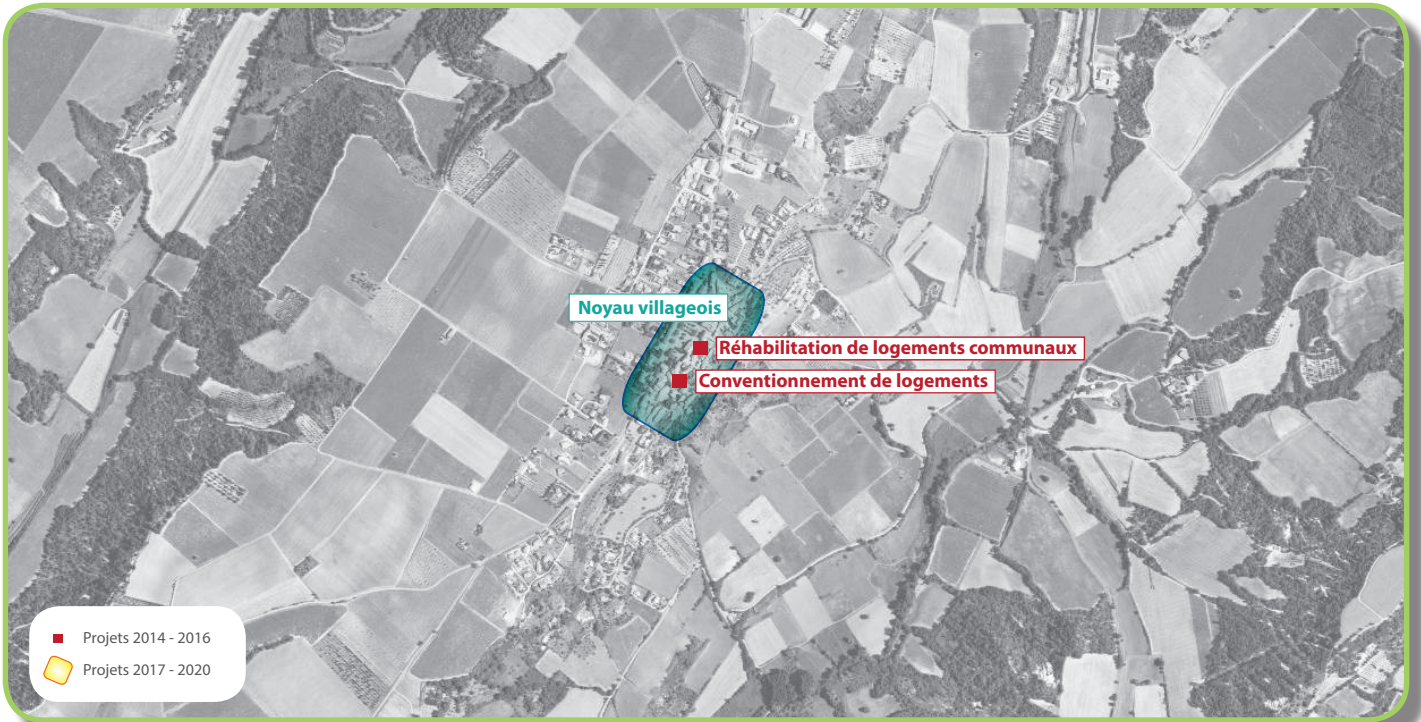 Noyau villageois
Réhabilitation de logements communaux
Conventionnement de logements
Projets 2014 - 2016
Projets 2017 - 2020